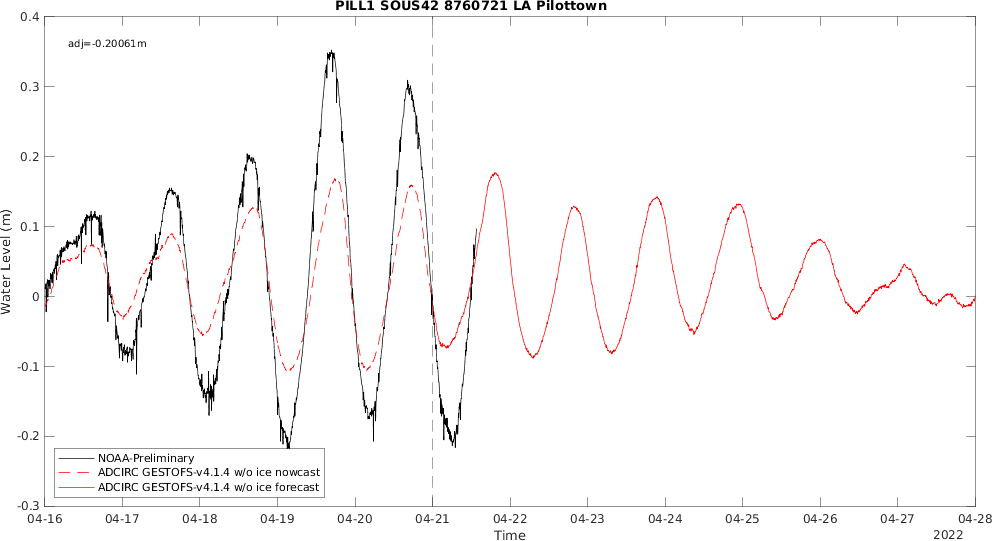 PILL1 SOUS42 8760721 LA Pilottown
adj=-0.20061m
0.4
0.3
0.2
0.1
0
-0.1
-0.2
-0.3
Water Level (m)
NOAA-Preliminary
ADCIRC GESTOFS-v4.1.4 w/o ice nowcast
ADCIRC GESTOFS-v4.1.4 w/o ice forecast
04-16 04-17 04-18 04-19 04-20 04-21 04-22 04-23 04-24 04-25 04-26 04-27 04-28
Time
2022